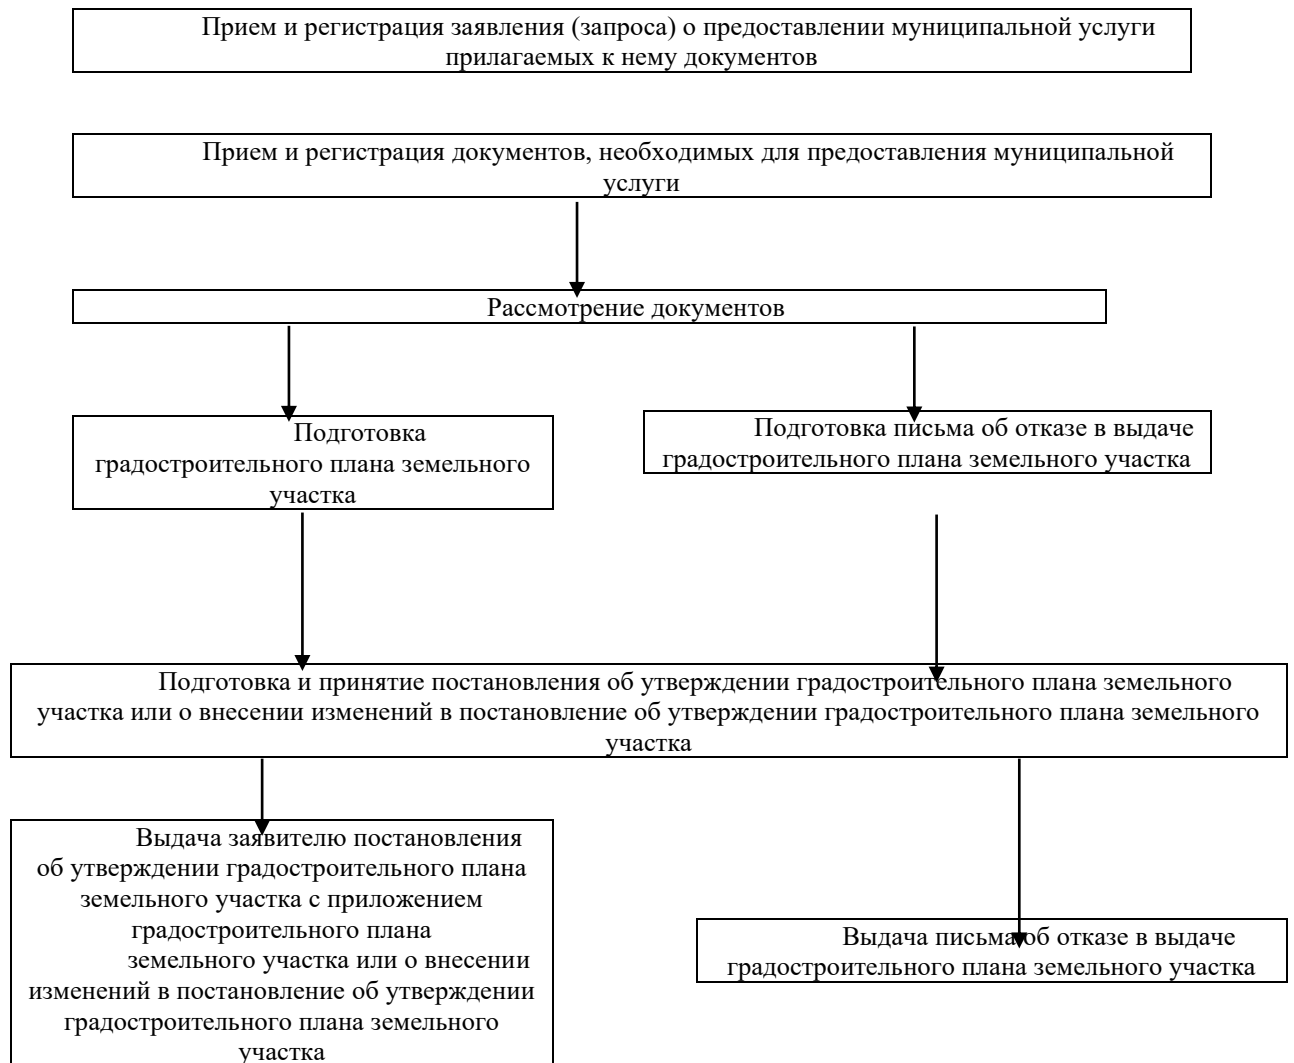 Прием и регистрация заявления (запроса) о предоставлении муниципальной услуги
прилагаемых к нему документов
Прием и регистрация документов, необходимых для предоставления муниципальной
услуги
Рассмотрение документов
Подготовка
градостроительного плана земельного
участка
Подготовка письма об отказе в выдаче
градостроительного плана земельного участка
Подготовка и принятие постановления об утверждении градостроительного плана земельного
участка или о внесении изменений в постановление об утверждении градостроительного плана земельного
участка
Выдача заявителю постановления
об утверждении градостроительного плана
земельного участка с приложением
градостроительного плана
земельного участка или о внесении
изменений в постановление об утверждении
градостроительного плана земельного
участка
Выдача письма об отказе в выдаче
градостроительного плана земельного участка